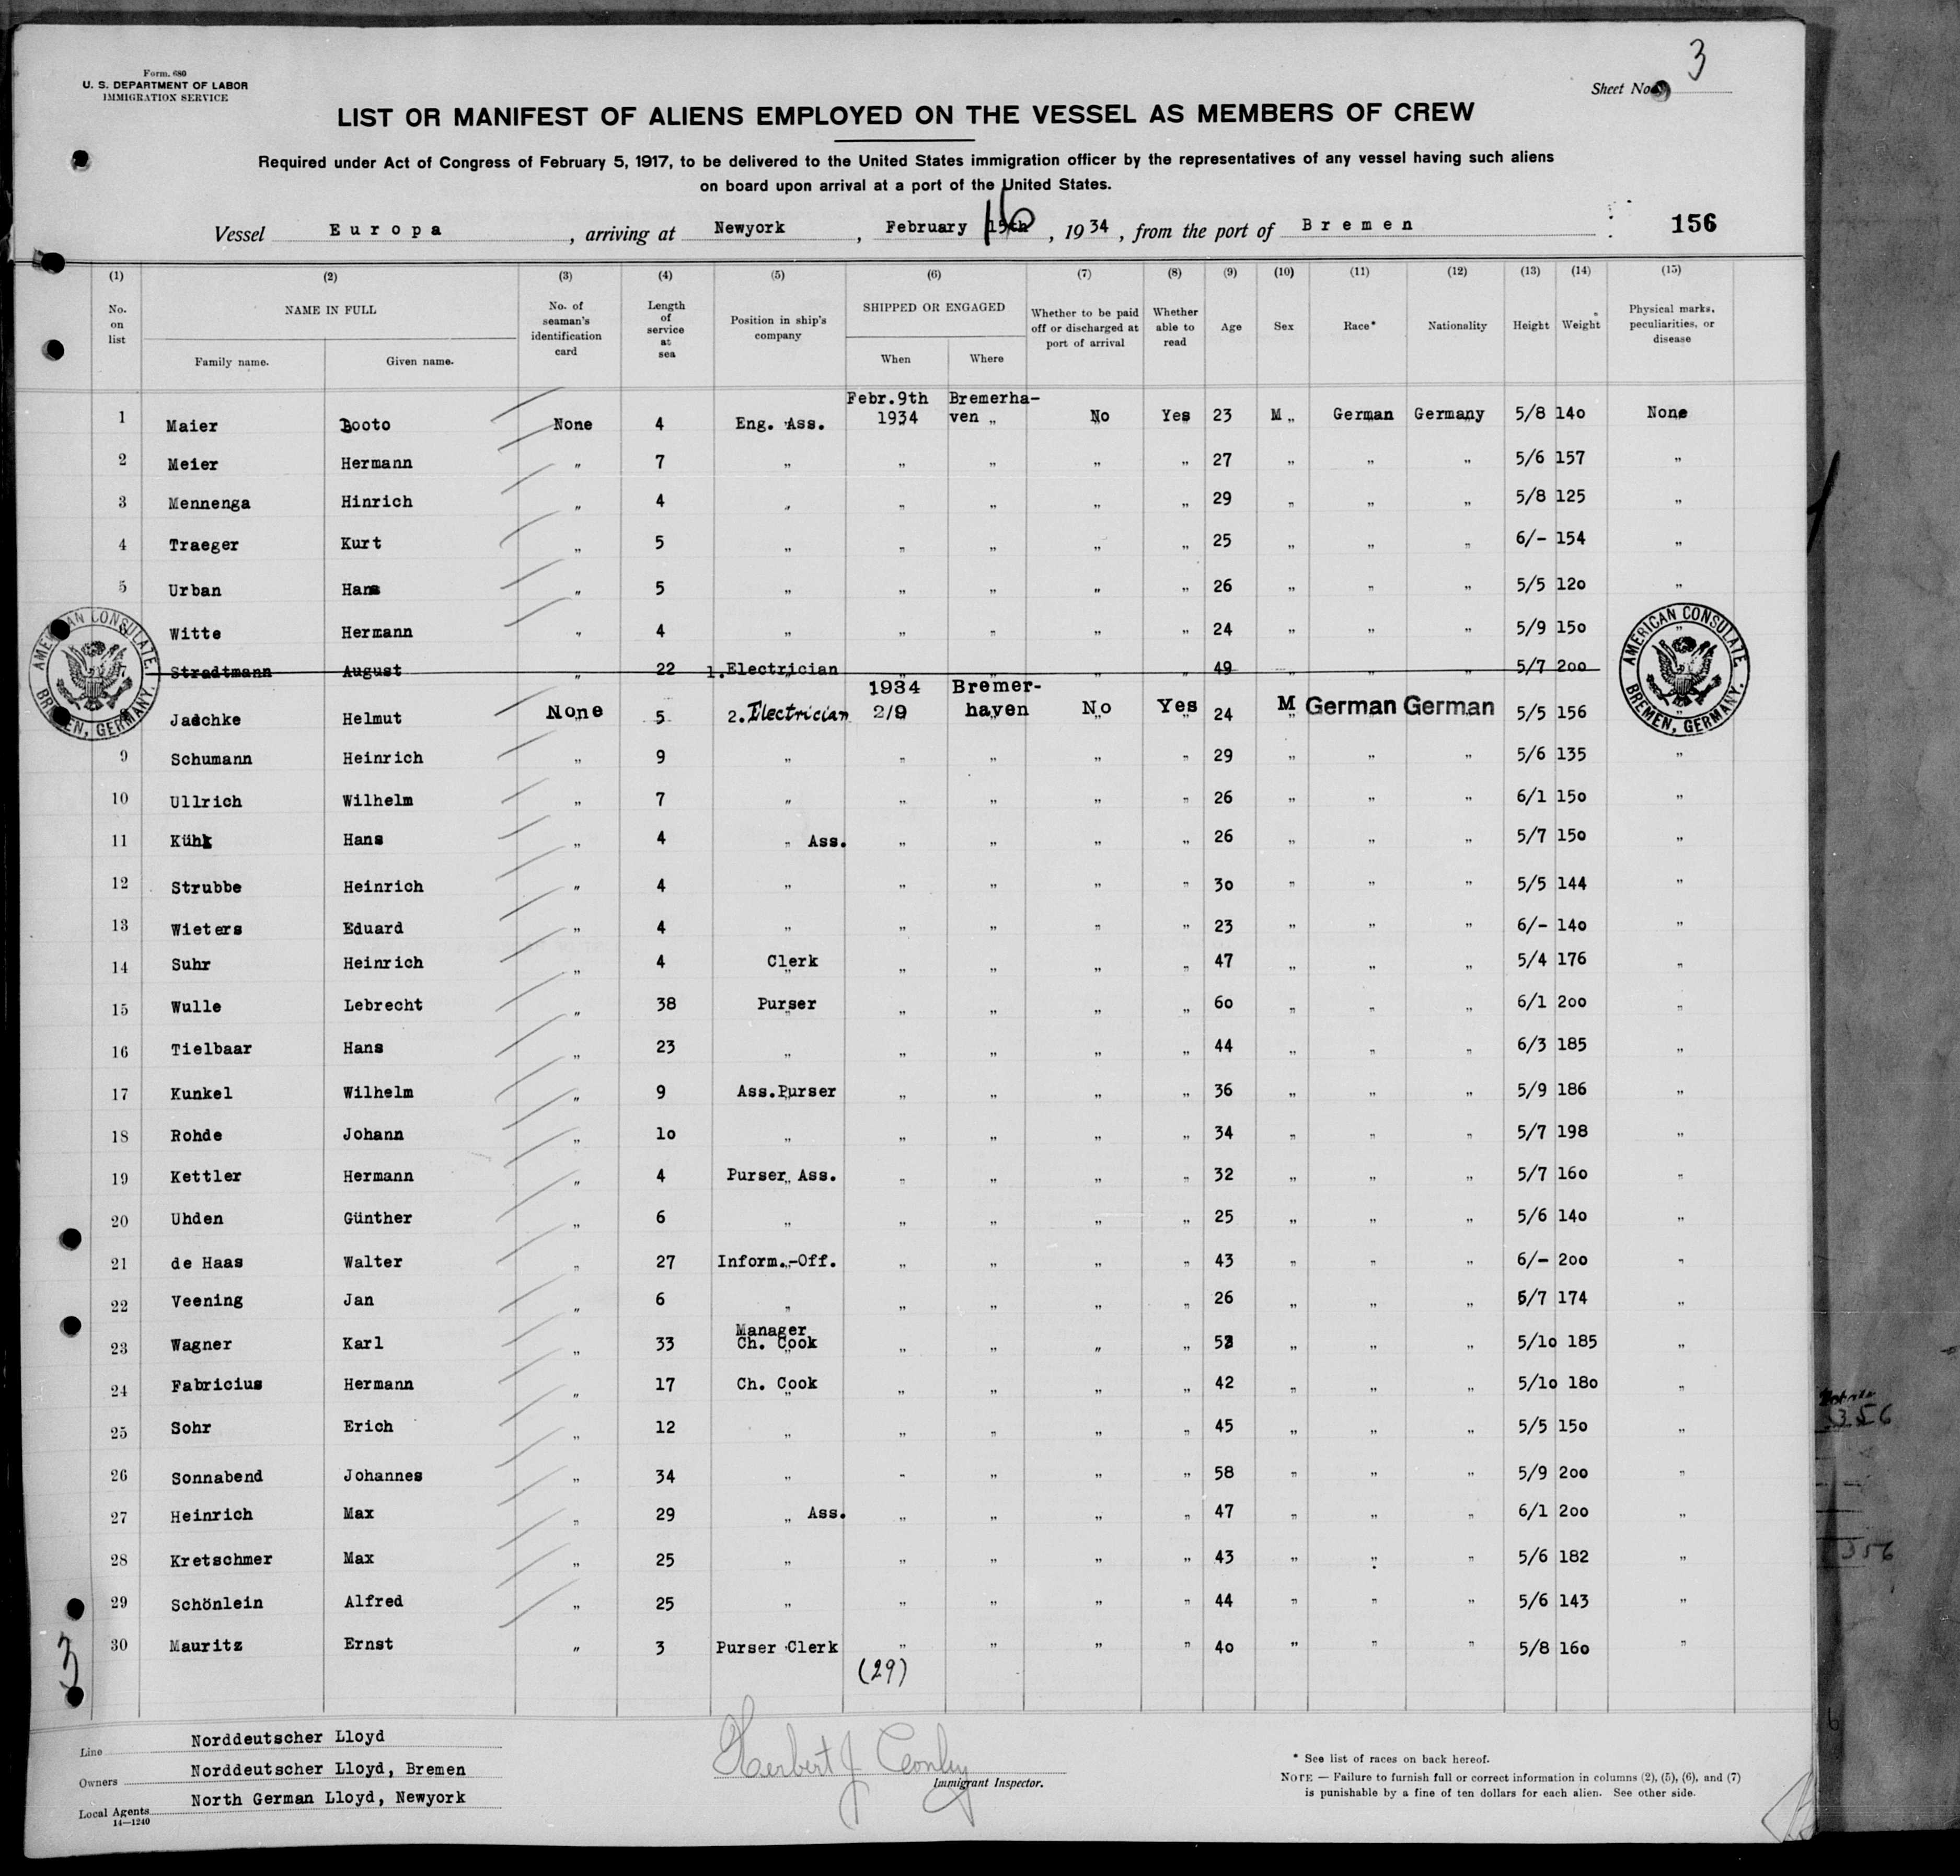 3
Form. 680
U. S. DEPARTMENT OF LABOR
IMMIGRATION SERVICE
Sheet No.
LIST OR MANIFEST OF ALIENS EMPLOYED ON THE VESSEL AS MEMBERS OF CREW
Required under Act of Congress of February 5, 1917, to be delivered to the United States immigration officer by the representatives of any vessel having such aliens
on board upon arrival at a port of the United States.
Vessel Europa, arriving at Newyork, February 15th 16, 1934, from the port of Bremen 156
(1) (2) (3) (4) (5) (6) (7) (8) (9) (10) (11) (12) (13) (14) (15)
No. on list NAME IN FULL Family name. Given name. No. of seaman's identification card Length of service at sea Position in ship's company SHIPPED OR ENGAGED When Where Whether to be paid off or discharged at port of arrival Whether able to read Age Sex Race* Nationality Height Weight Physical marks, peculiarities, or disease
1 Maier Booto None 4 Eng. Ass. Febr.9th 1934 Bremerhaven „ No Yes 23 M „ German Germany 5/8 140 None
2 Meier Hermann „ 7 „ „ „ „ „ 27 „ „ „ 5/6 157 „
3 Mennenga Hinrich „ 4 „ „ „ „ „ 29 „ „ „ 5/8 125 „
4 Traeger Kurt „ 5 „ „ „ „ „ 25 „ „ „ 6/- 154 „
5 Urban Hans „ 5 „ „ „ „ „ 26 „ „ „ 5/5 120 „
Witte Hermann „ 4 „ „ „ „ „ 24 „ „ „ 5/9 150 „
Stradtmann August „ 22 1.Electrician „ „ „ „ 49 „ „ „ 5/7 200
8 Jaschke Helmut None 5 2.Electrician 1934 2/9 Bremerhaven No Yes 24 M German German 5/5 156 „
9 Schumann Heinrich „ 9 „ „ „ „ „ 29 „ „ „ 5/6 135 „
10 Ullrich Wilhelm „ 7 „ „ „ „ „ 26 „ „ „ 6/1 150 „
11 Kühk Hans „ 4 „ Ass. „ „ „ „ 26 „ „ „ 5/7 150 „
12 Strubbe Heinrich „ 4 „ „ „ „ „ 30 „ „ „ 5/5 144 „
13 Wieters Eduard „ 4 „ „ „ „ „ 23 „ „ „ 6/- 140 „
14 Suhr Heinrich „ 4 Clerk „ „ „ „ 47 „ „ „ 5/4 176 „
15 Wulle Lebrecht „ 38 Purser „ „ „ „ 60 „ „ „ 6/1 200 „
16 Tielbaar Hans „ 23 „ „ „ „ „ 44 „ „ „ 6/3 185 „
17 Kunkel Wilhelm „ 9 Ass.Purser „ „ „ „ 36 „ „ „ 5/9 186 „
18 Rohde Johann „ 10 „ „ „ „ „ 34 „ „ „ 5/7 198 „
19 Kettler Hermann „ 4 Purser Ass. „ „ „ „ 32 „ „ „ 5/7 160 „
20 Uhden Günther „ 6 „ „ „ „ „ 25 „ „ „ 5/6 140 „
21 de Haas Walter „ 27 Inform.-Off. „ „ „ „ 43 „ „ „ 6/- 200 „
22 Veening Jan „ 6 „ „ „ „ „ 26 „ „ „ 5/7 174 „
23 Wagner Karl „ 33 Manager Ch. Cook „ „ „ „ 52 „ „ „ 5/10 185 „
24 Fabricius Hermann „ 17 Ch. Cook „ „ „ „ 42 „ „ „ 5/10 180 „
25 Sohr Erich „ 12 „ „ „ „ „ 45 „ „ „ 5/5 150 „
26 Sonnabend Johannes „ 34 „ „ „ „ „ 58 „ „ „ 5/9 200 „
27 Heinrich Max „ 29 „ Ass. „ „ „ „ 47 „ „ „ 6/1 200 „
28 Kretschmer Max „ 25 „ „ „ „ „ 43 „ „ „ 5/6 182 „
29 Schönlein Alfred „ 25 „ „ „ „ „ 44 „ „ „ 5/6 143 „
30 Mauritz Ernst „ 3 Purser Clerk „ „ „ „ 40 „ „ „ 5/8 160 „
(29)
3
AMERICAN CONSULATE
BREMEN, GERMANY.
AMERICAN CONSULATE
BREMEN, GERMANY.
356
356
Line Norddeutscher Lloyd
Owners Norddeutscher Lloyd, Bremen
Local Agents North German Lloyd, Newyork
14—1240
Herbert J Conley
Immigrant Inspector.
* See list of races on back hereof.
NOTE — Failure to furnish full or correct information in columns (2), (5), (6), and (7)
is punishable by a fine of ten dollars for each alien. See other side.